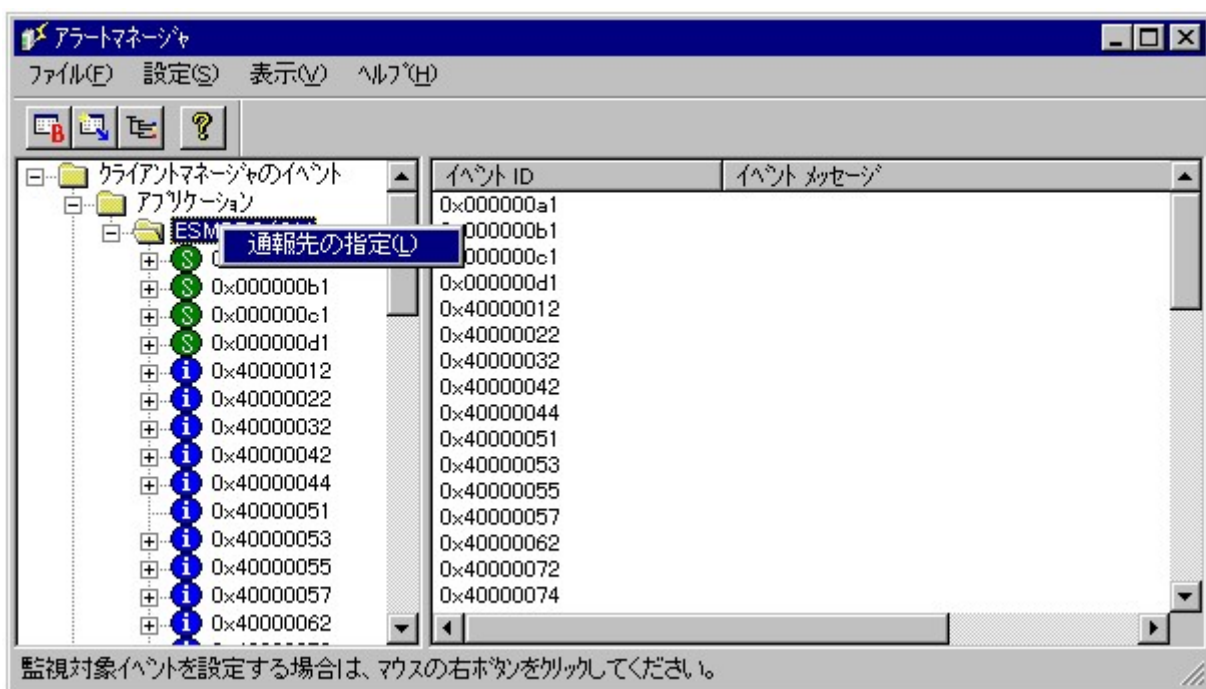 アラートマネージャ
ファイル(F) 設定(S) 表示(V) ヘルプ(H)
クライアントマネージャのイベント
アプリケーション
ESM
通報先の指定(L)
0x000000b1
0x000000c1
0x000000d1
0x40000012
0x40000022
0x40000032
0x40000042
0x40000044
0x40000051
0x40000053
0x40000055
0x40000057
0x40000062
イベント ID イベント メッセージ
0x000000a1
000000b1
000000c1
0x000000d1
0x40000012
0x40000022
0x40000032
0x40000042
0x40000044
0x40000051
0x40000053
0x40000055
0x40000057
0x40000062
0x40000072
0x40000074
監視対象イベントを設定する場合は、マウスの右ボタンをクリックしてください。